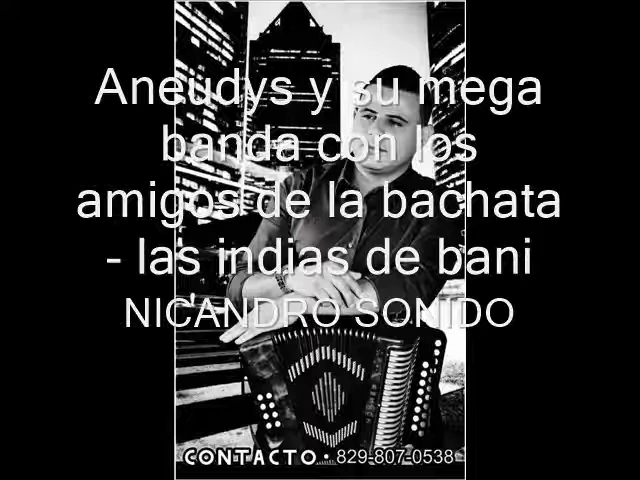 Aneudys y su mega
banda con los
amigos de la bachata
- las indias de bani
NICANDRO SONIDO
CONTACTO • 829-807-0538